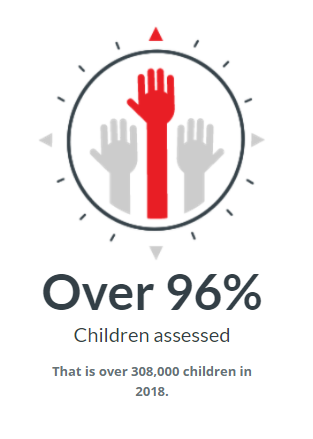 Over 96%
Children assessed
That is over 308,000 children in
2018.